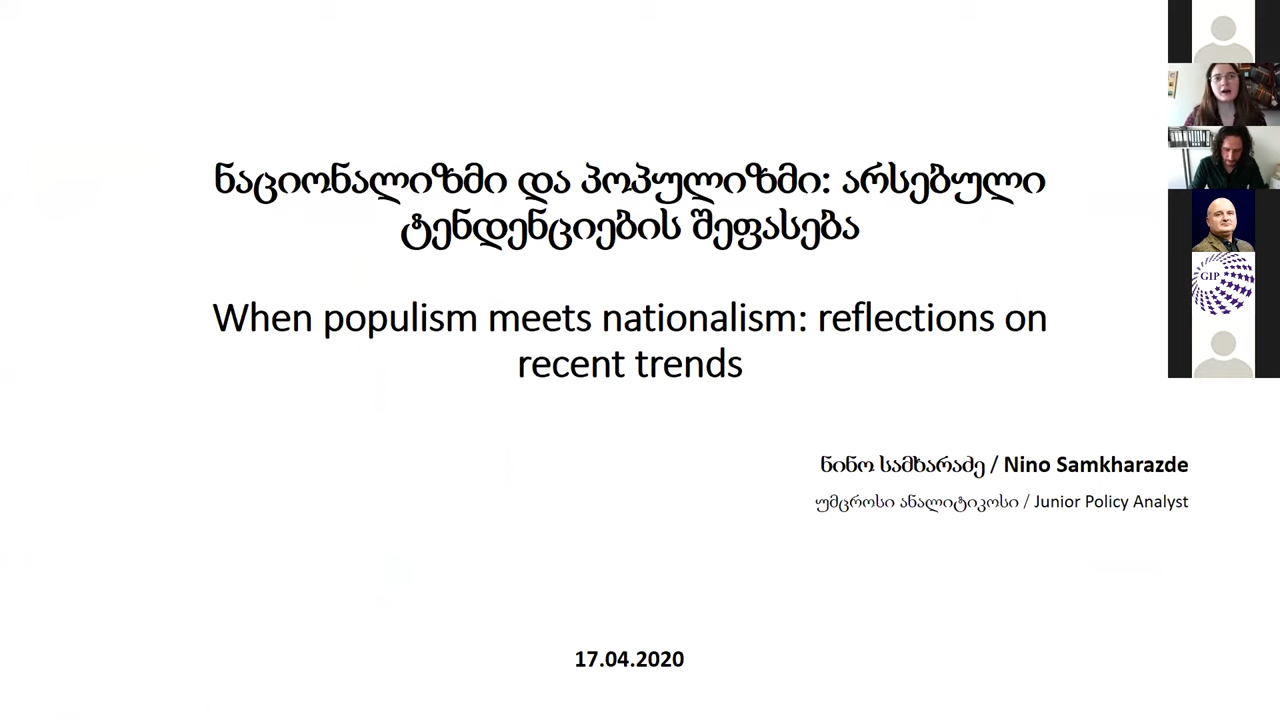 ნაციონალიზმი და პოპულიზმი: არსებული
ტენდენციების შეფასება
When populism meets nationalism: reflections on
recent trends
ნინო სამხარაძე / Nino Samkharazde
უმცროსი ანალიტიკოსი / Junior Policy Analyst
17.04.2020
GIP